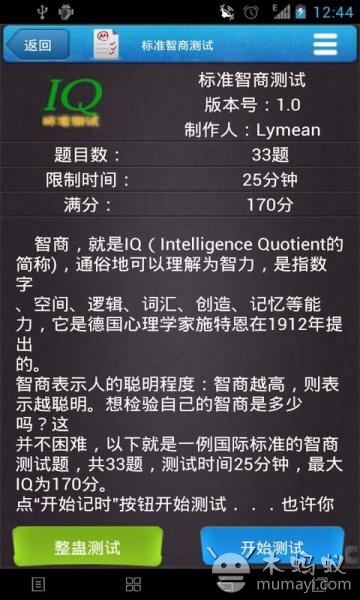 12:44
返回
标准智商测试
IQ
标准测试
标准智商测试
版本号：1.0
制作人：Lymean
题目数：
33题
限制时间：
25分钟
满分：
170分
智商，就是IQ（Intelligence Quotient的
简称)，通俗地可以理解为智力，是指数
字
、空间、逻辑、词汇、创造、记忆等能
力，它是德国心理学家施特恩在1912年提
出
的。
智商表示人的聪明程度：智商越高，则表
示越聪明。想检验自己的智商是多少
吗？这
并不困难，以下就是一例国际标准的智商
测试题，共33题，测试时间25分钟，最大
IQ为170分。
点“开始记时”按钮开始测试．．．也许你
整蛊测试
开始测试
木蚂蚁
mumayi.com